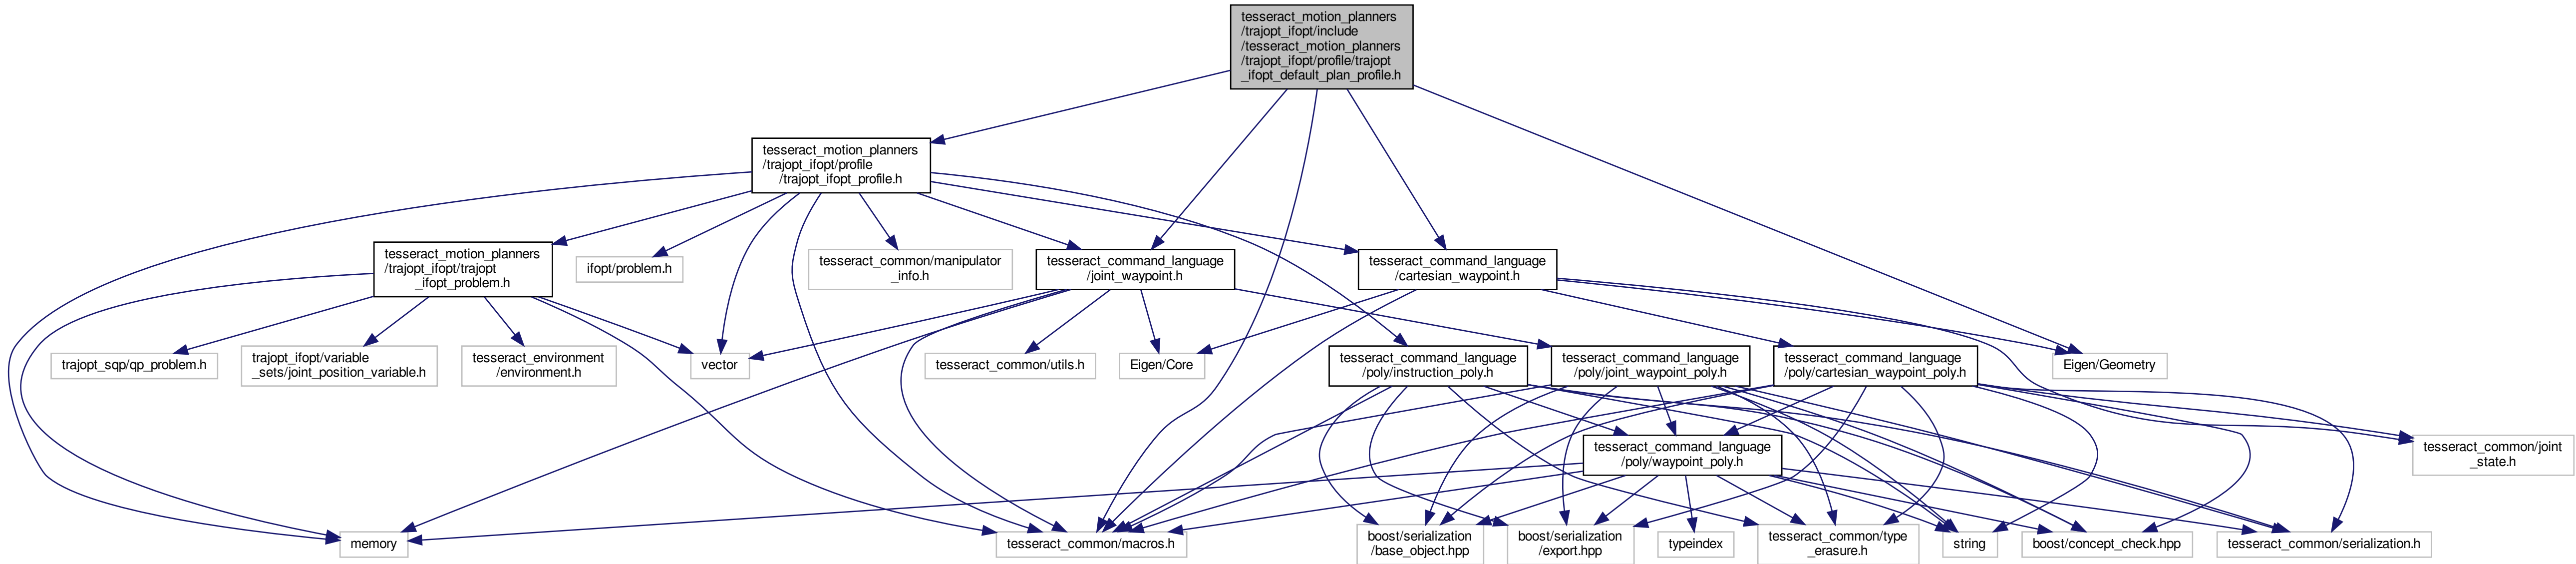 tesseract_motion_planners
/trajopt_ifopt/include
/tesseract_motion_planners
/trajopt_ifopt/profile/trajopt
_ifopt_default_plan_profile.h
tesseract_motion_planners
/trajopt_ifopt/profile
/trajopt_ifopt_profile.h
tesseract_motion_planners
/trajopt_ifopt/trajopt
_ifopt_problem.h
ifopt/problem.h
tesseract_common/manipulator
_info.h
tesseract_command_language
/joint_waypoint.h
tesseract_command_language
/cartesian_waypoint.h
trajopt_sqp/qp_problem.h
trajopt_ifopt/variable
_sets/joint_position_variable.h
tesseract_environment
/environment.h
vector
tesseract_common/utils.h
Eigen/Core
tesseract_command_language
/poly/instruction_poly.h
tesseract_command_language
/poly/joint_waypoint_poly.h
tesseract_command_language
/poly/cartesian_waypoint_poly.h
Eigen/Geometry
tesseract_command_language
/poly/waypoint_poly.h
tesseract_common/joint
_state.h
memory
tesseract_common/macros.h
boost/serialization
/base_object.hpp
boost/serialization
/export.hpp
typeindex
tesseract_common/type
_erasure.h
string
boost/concept_check.hpp
tesseract_common/serialization.h